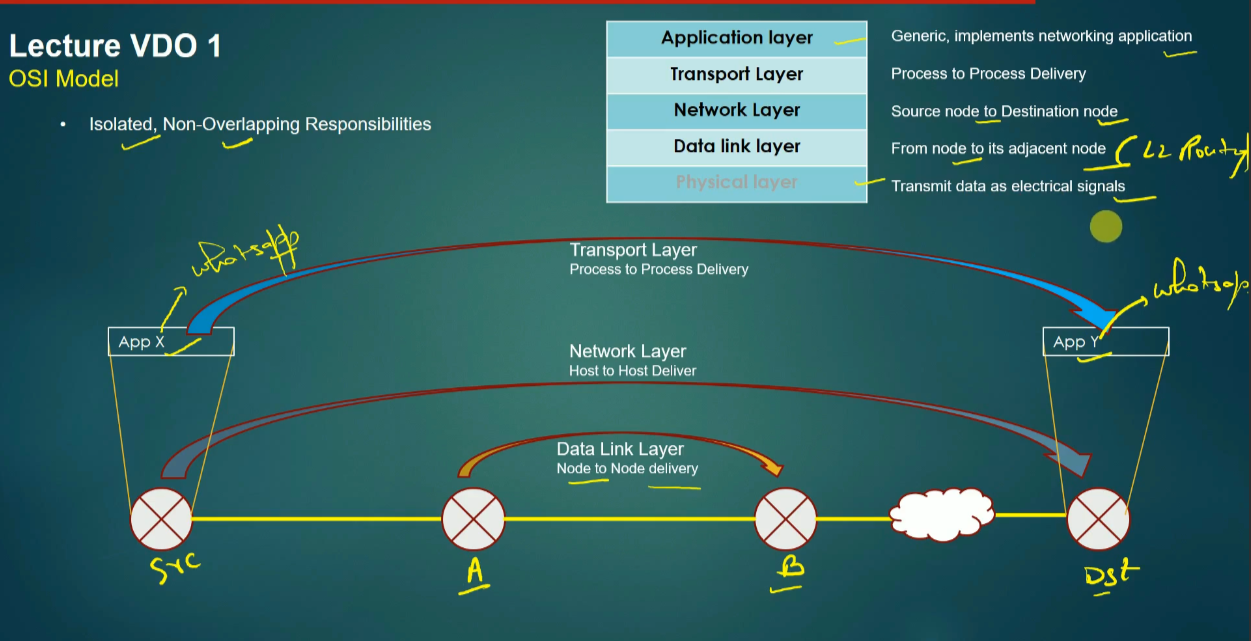 Lecture VDO 1
OSI Model
• Isolated, Non-Overlapping Responsibilities
Application layer Generic, implements networking application
Transport Layer Process to Process Delivery
Network Layer Source node to Destination node
Data link layer From node to its adjacent node ( L2 Routing)
Physical layer Transmit data as electrical signals
whatsapp
Transport Layer
Process to Process Delivery
whatsap
App X
App Y
Network Layer
Host to Host Deliver
Data Link Layer
Node to Node delivery
Src
A
B
Dst